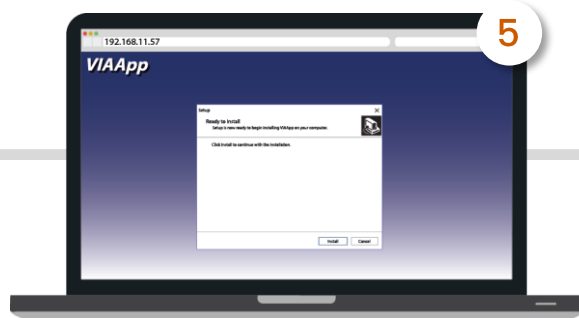 5
192.168.11.57
VIAApp
Setup
Ready to Install
Setup is now ready to begin installing VIAApp on your computer.
Click Install to continue with the installation.
Install Cancel